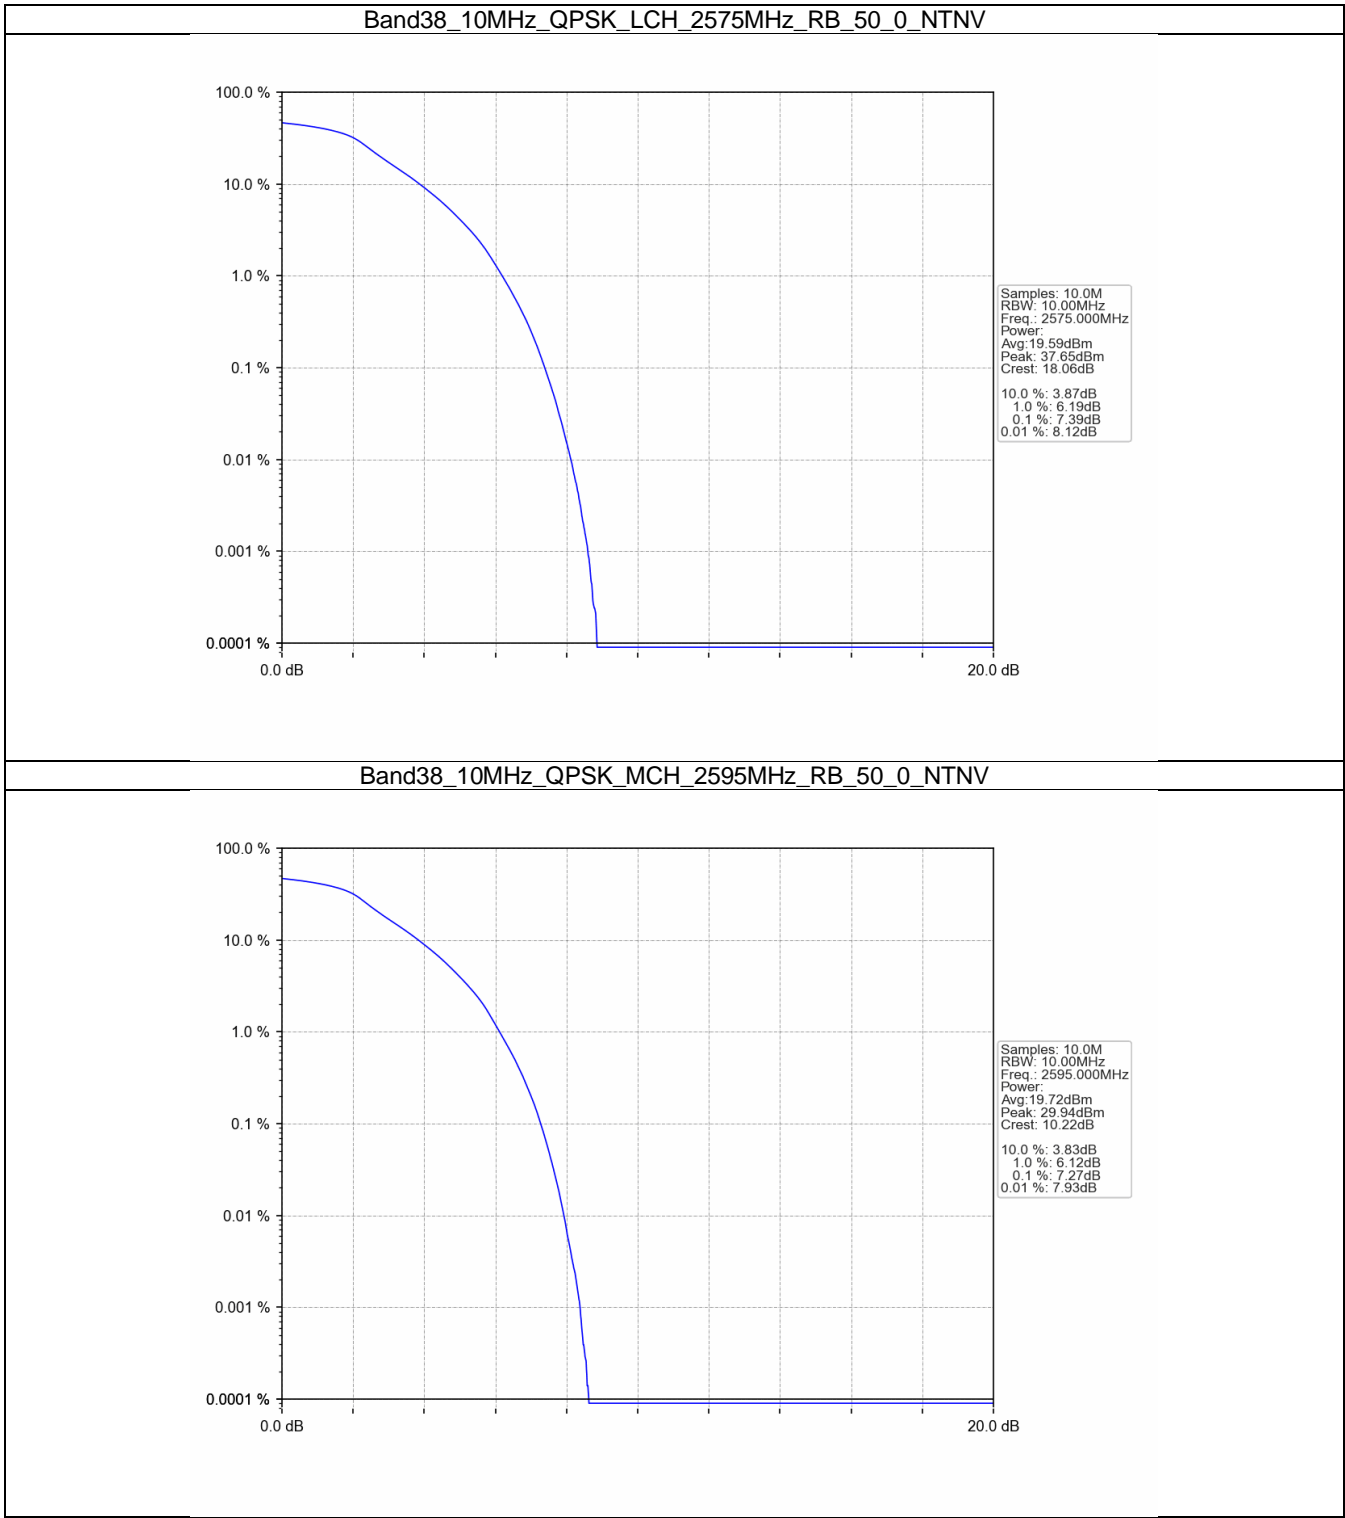 Band38_10MHz_QPSK_LCH_2575MHz_RB_50_0_NTNV
100.0 %
10.0 %
1.0 %
0.1 %
0.01 %
0.001 %
0.0001 %
0.0 dB
20.0 dB
Samples: 10.0M
RBW: 10.00MHz
Freq.: 2575.000MHz
Power:
Avg:19.59dBm
Peak: 37.65dBm
Crest: 18.06dB
10.0 %: 3.87dB
1.0 %: 6.19dB
0.1 %: 7.39dB
0.01 %: 8.12dB
Band38_10MHz_QPSK_MCH_2595MHz_RB_50_0_NTNV
100.0 %
10.0 %
1.0 %
0.1 %
0.01 %
0.001 %
0.0001 %
0.0 dB
20.0 dB
Samples: 10.0M
RBW: 10.00MHz
Freq.: 2595.000MHz
Power:
Avg:19.72dBm
Peak: 29.94dBm
Crest: 10.22dB
10.0 %: 3.83dB
1.0 %: 6.12dB
0.1 %: 7.27dB
0.01 %: 7.93dB